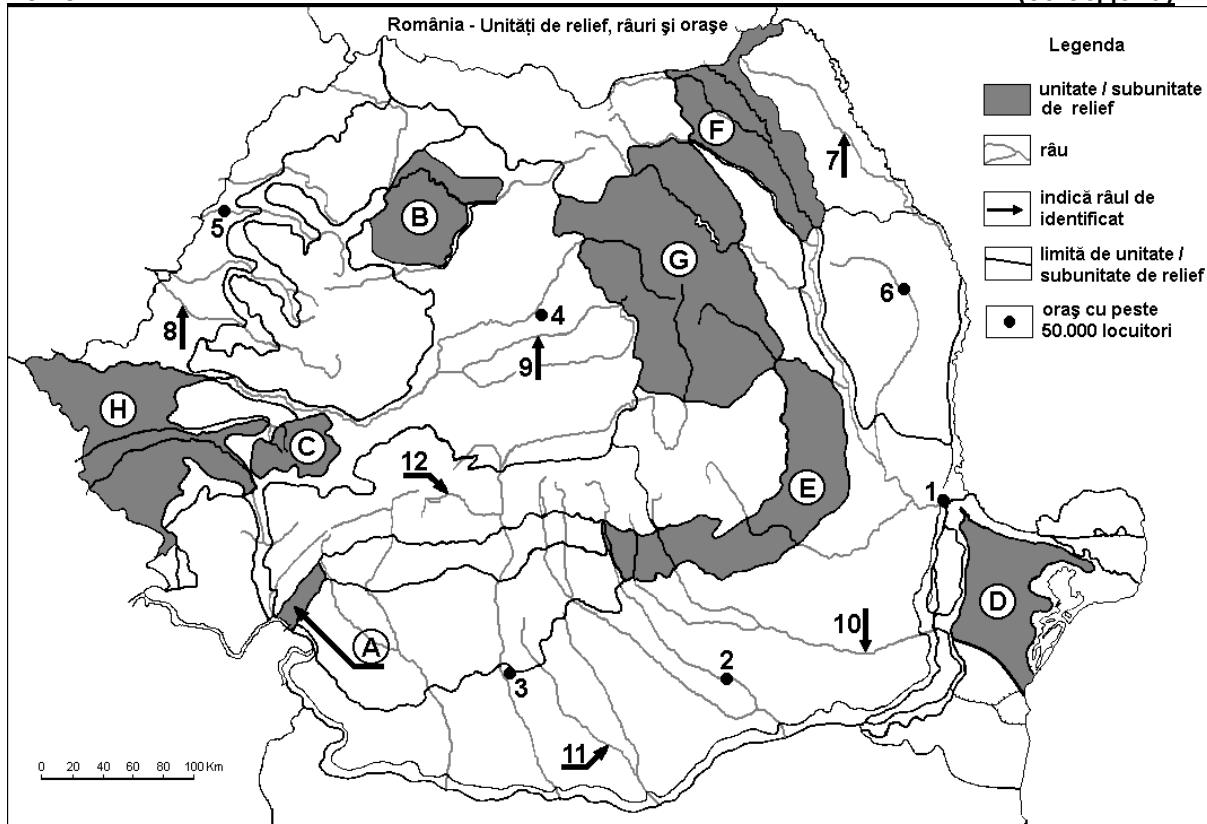 România - Unităţi de relief, râuri şi oraşe
Legenda
unitate / subunitate
de relief
râu
indică râul de
identificat
limită de unitate /
subunitate de relief
oraş cu peste
50.000 locuitori
F
7
B
5
G
6
8
4
9
H
C
12
E
1
D
A
10
2
3
11
0 20 40 60 80 100 Km